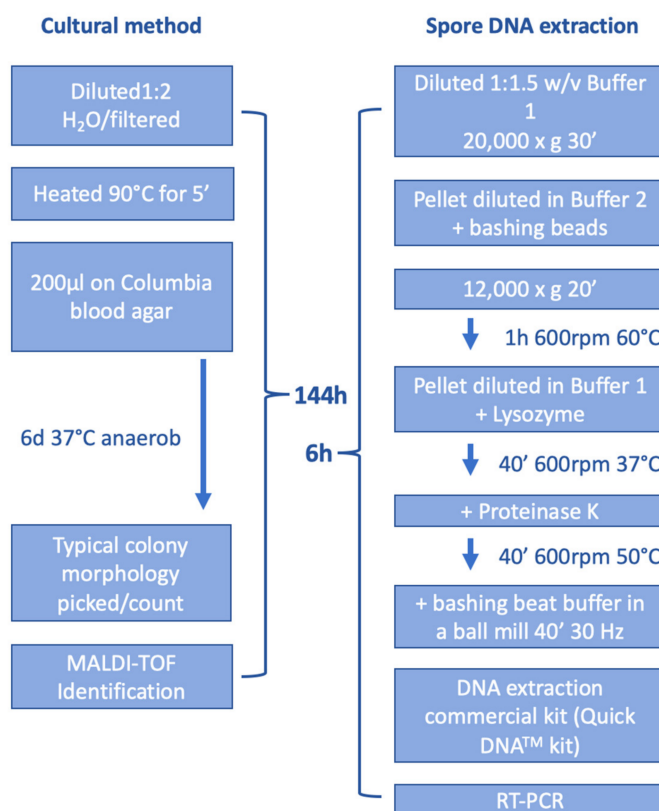 Cultural method
Diluted1:2
H₂O/filtered
Heated 90°C for 5'
200µl on Columbia
blood agar
6d 37°C anaerob
Typical colony
morphology
picked/count
MALDI-TOF
Identification
144h
6h
Spore DNA extraction
Diluted 1:1.5 w/v Buffer
1
20,000 x g 30'
Pellet diluted in Buffer 2
+ bashing beads
12,000 x g 20'
1h 600rpm 60°C
Pellet diluted in Buffer 1
+ Lysozyme
40' 600rpm 37°C
+ Proteinase K
40' 600rpm 50°C
+ bashing beat buffer in
a ball mill 40' 30 Hz
DNA extraction
commercial kit (Quick
DNA™ kit)
RT-PCR